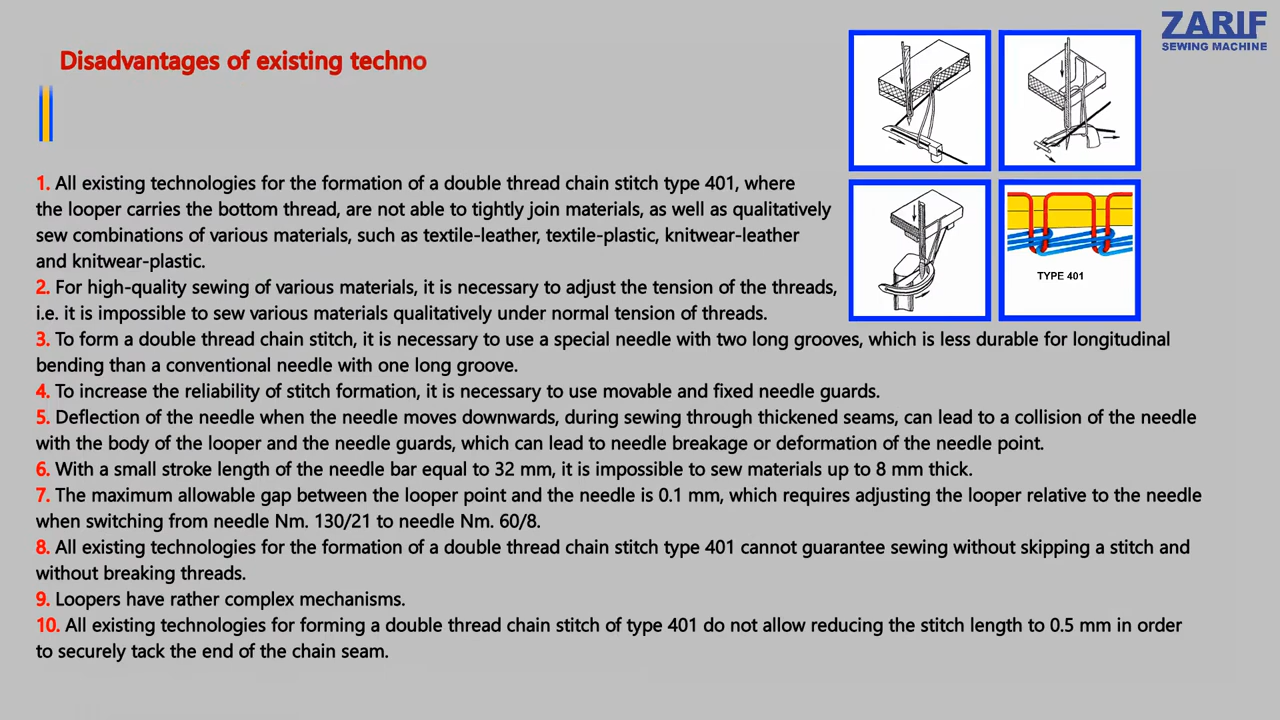 ZARIF
SEWING MACHINE
Disadvantages of existing techno
1. All existing technologies for the formation of a double thread chain stitch type 401, where
the looper carries the bottom thread, are not able to tightly join materials, as well as qualitatively
sew combinations of various materials, such as textile-leather, textile-plastic, knitwear-leather
and knitwear-plastic.
2. For high-quality sewing of various materials, it is necessary to adjust the tension of the threads,
i.e. it is impossible to sew various materials qualitatively under normal tension of threads.
TYPE 401
3. To form a double thread chain stitch, it is necessary to use a special needle with two long grooves, which is less durable for longitudinal
bending than a conventional needle with one long groove.
4. To increase the reliability of stitch formation, it is necessary to use movable and fixed needle guards.
5. Deflection of the needle when the needle moves downwards, during sewing through thickened seams, can lead to a collision of the needle
with the body of the looper and the needle guards, which can lead to needle breakage or deformation of the needle point.
6. With a small stroke length of the needle bar equal to 32 mm, it is impossible to sew materials up to 8 mm thick.
7. The maximum allowable gap between the looper point and the needle is 0.1 mm, which requires adjusting the looper relative to the needle
when switching from needle Nm. 130/21 to needle Nm. 60/8.
8. All existing technologies for the formation of a double thread chain stitch type 401 cannot guarantee sewing without skipping a stitch and
without breaking threads.
9. Loopers have rather complex mechanisms.
10. All existing technologies for forming a double thread chain stitch of type 401 do not allow reducing the stitch length to 0.5 mm in order
to securely tack the end of the chain seam.